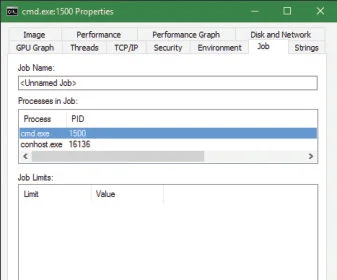 cmd.exe:1500 Properties
Image Performance Performance Graph Disk and Network
GPU Graph Threads TCP/IP Security Environment Job Strings
Job Name:
<Unnamed Job>
Processes in Job:
Process PID
cmd.exe 1500
conhost.exe 16136
Job Limits:
Limit Value